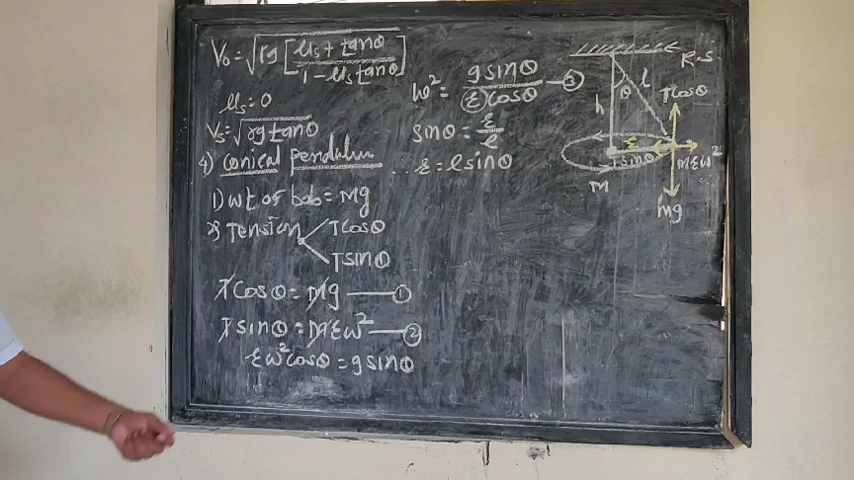 V₀ = √rg [μs + tanθ / 1 - μs tanθ]
μs = 0
Vs = √rg tanθ
4) Conical pendulum
1) wt of bob = Mg
2) Tension
Tcosθ
Tsinθ
Tcosθ = Mg —— ①
Tsinθ = Mrω² —— ②
rω²cosθ = gsinθ
ω² = gsinθ / (r)cosθ — ③
sinθ = r / l
∴ r = lsinθ
R.S
θ
l
h
Tcosθ
r
Tsinθ
Mrω²
M
mg